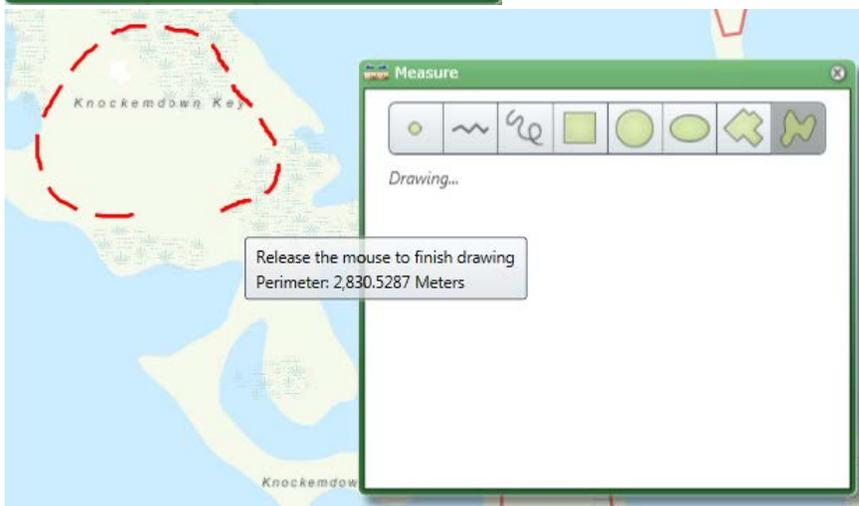 Measure
Knockemdown Key
Drawing...
Release the mouse to finish drawing
Perimeter: 2,830.5287 Meters
Knockemdow